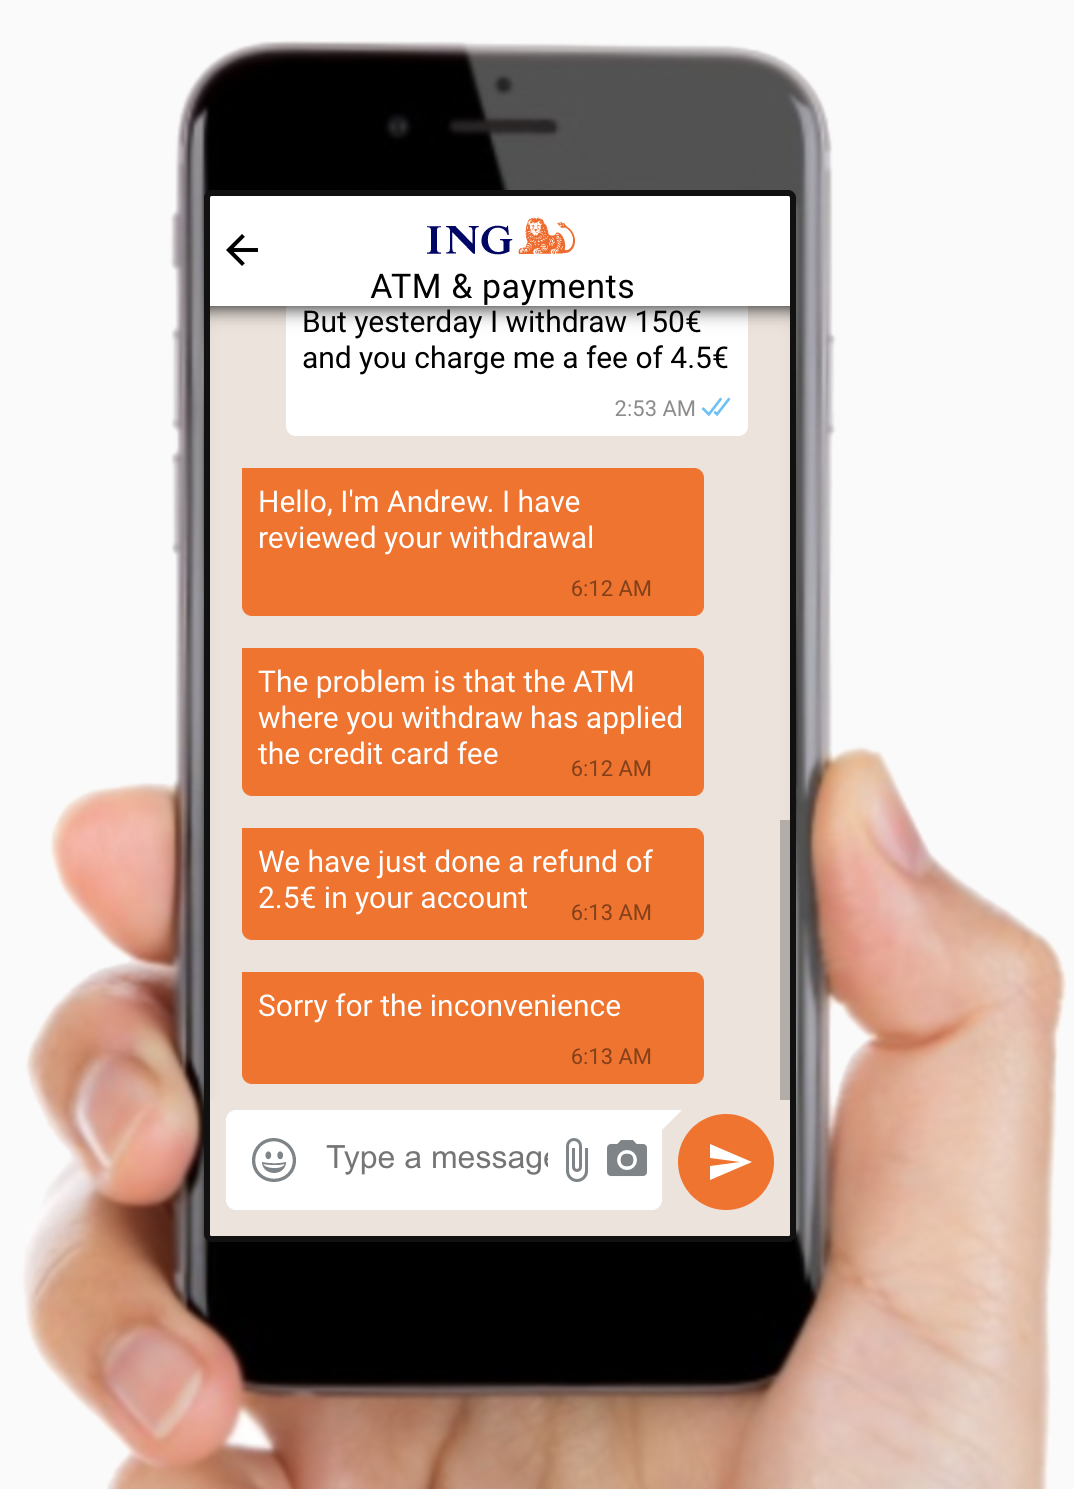 ING
ATM & payments
But yesterday I withdraw 150€
and you charge me a fee of 4.5€
2:53 AM
Hello, I'm Andrew. I have
reviewed your withdrawal
6:12 AM
The problem is that the ATM
where you withdraw has applied
the credit card fee
6:12 AM
We have just done a refund of
2.5€ in your account
6:13 AM
Sorry for the inconvenience
6:13 AM
Type a message